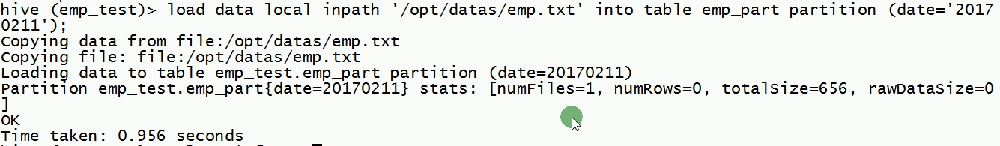 hive (emp_test)> load data local inpath '/opt/datas/emp.txt' into table emp_part partition (date='2017
0211');
Copying data from file:/opt/datas/emp.txt
Copying file: file:/opt/datas/emp.txt
Loading data to table emp_test.emp_part partition (date=20170211)
Partition emp_test.emp_part{date=20170211} stats: [numFiles=1, numRows=0, totalSize=656, rawDataSize=0
]
OK
Time taken: 0.956 seconds